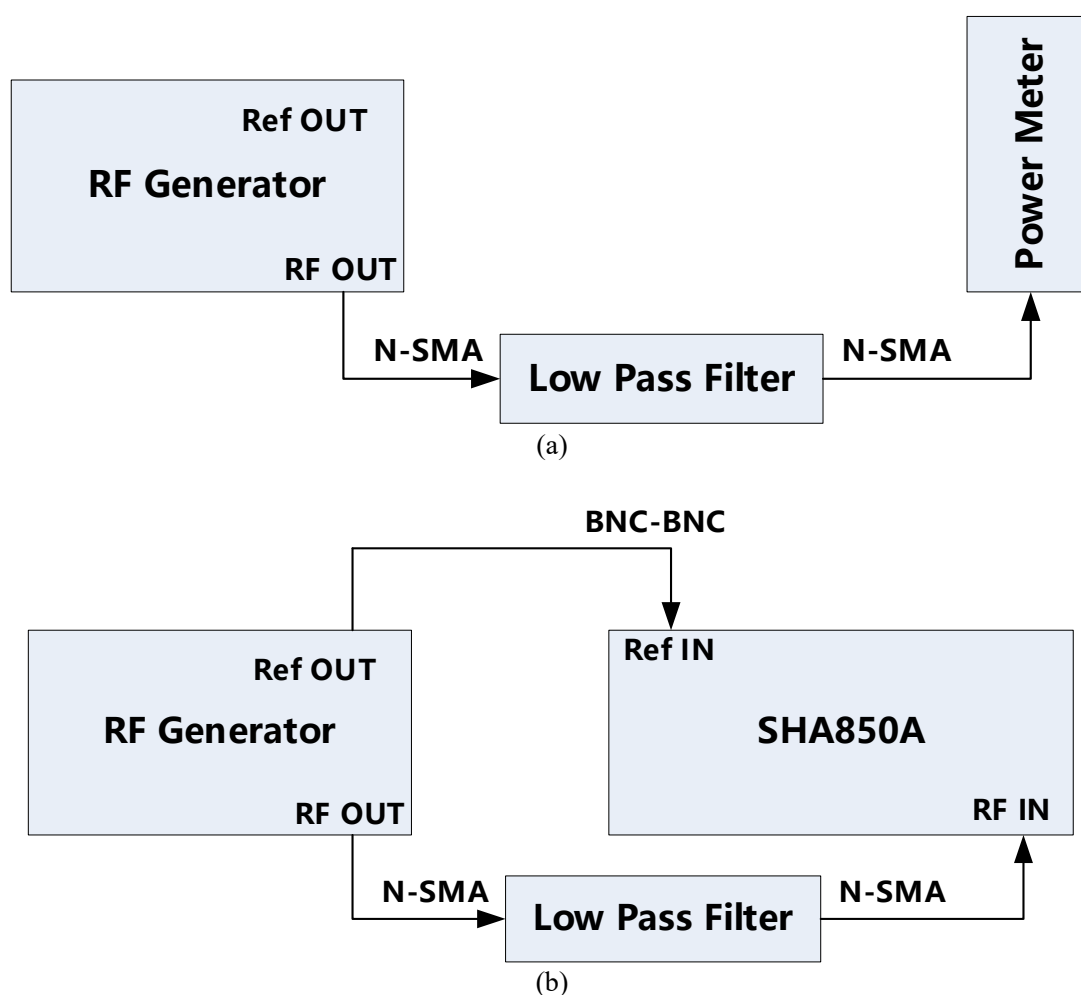 Ref OUT
RF Generator
RF OUT
Power Meter
N-SMA
Low Pass Filter
N-SMA
(a)
BNC-BNC
Ref OUT
RF Generator
RF OUT
Ref IN
SHA850A
RF IN
N-SMA
Low Pass Filter
N-SMA
(b)